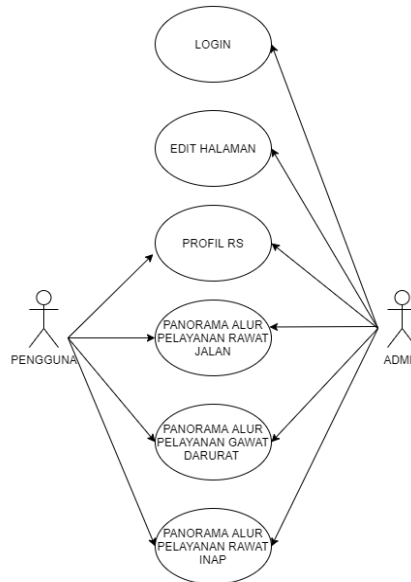 LOGIN
EDIT HALAMAN
PROFIL RS
PENGGUNA
PANORAMA ALUR
PELAYANAN RAWAT
JALAN
ADMI
PANORAMA ALUR
PELAYANAN GAWAT
DARURAT
PANORAMA ALUR
PELAYANAN RAWAT
INAP